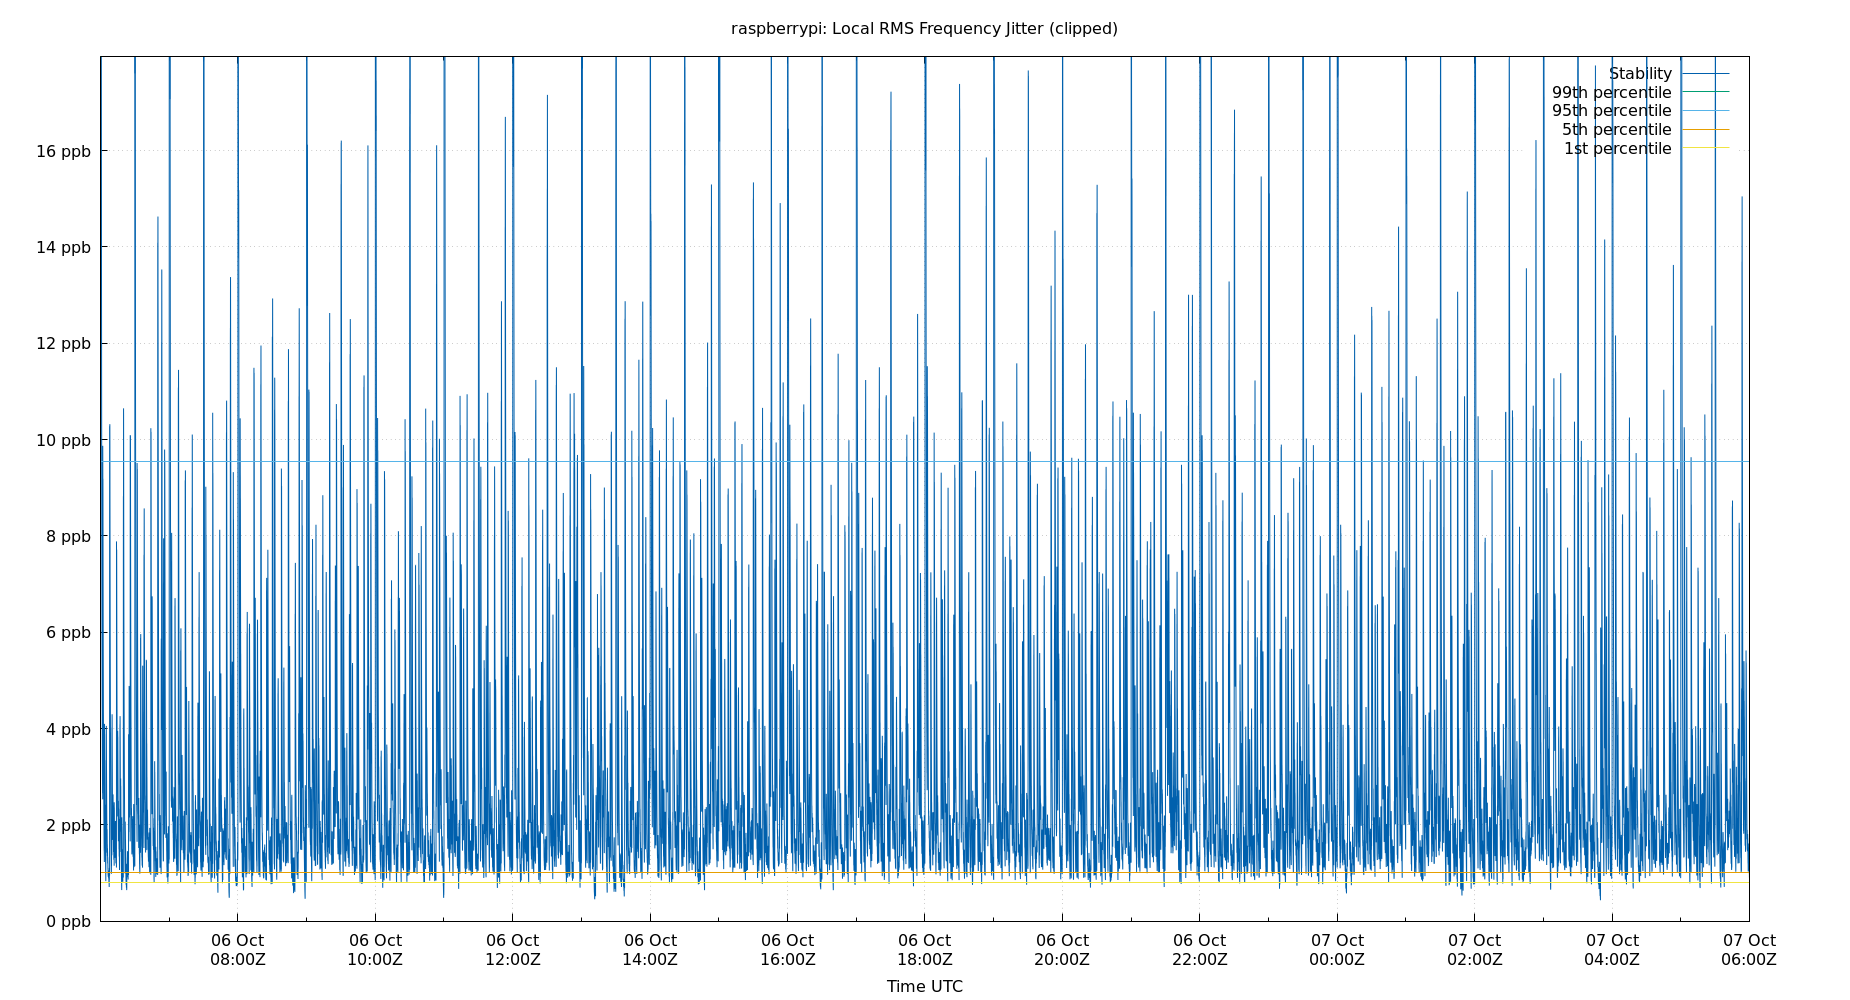 raspberrypi: Local RMS Frequency Jitter (clipped)
Stability
99th percentile
95th percentile
5th percentile
1st percentile
16 ppb
14 ppb
12 ppb
10 ppb
8 ppb
6 ppb
4 ppb
2 ppb
0 ppb
06 Oct 06 Oct 06 Oct 06 Oct 06 Oct 06 Oct 06 Oct 06 Oct 07 Oct 07 Oct 07 Oct 07 Oct
08:00Z 10:00Z 12:00Z 14:00Z 16:00Z 18:00Z 20:00Z 22:00Z 00:00Z 02:00Z 04:00Z 06:00Z
Time UTC